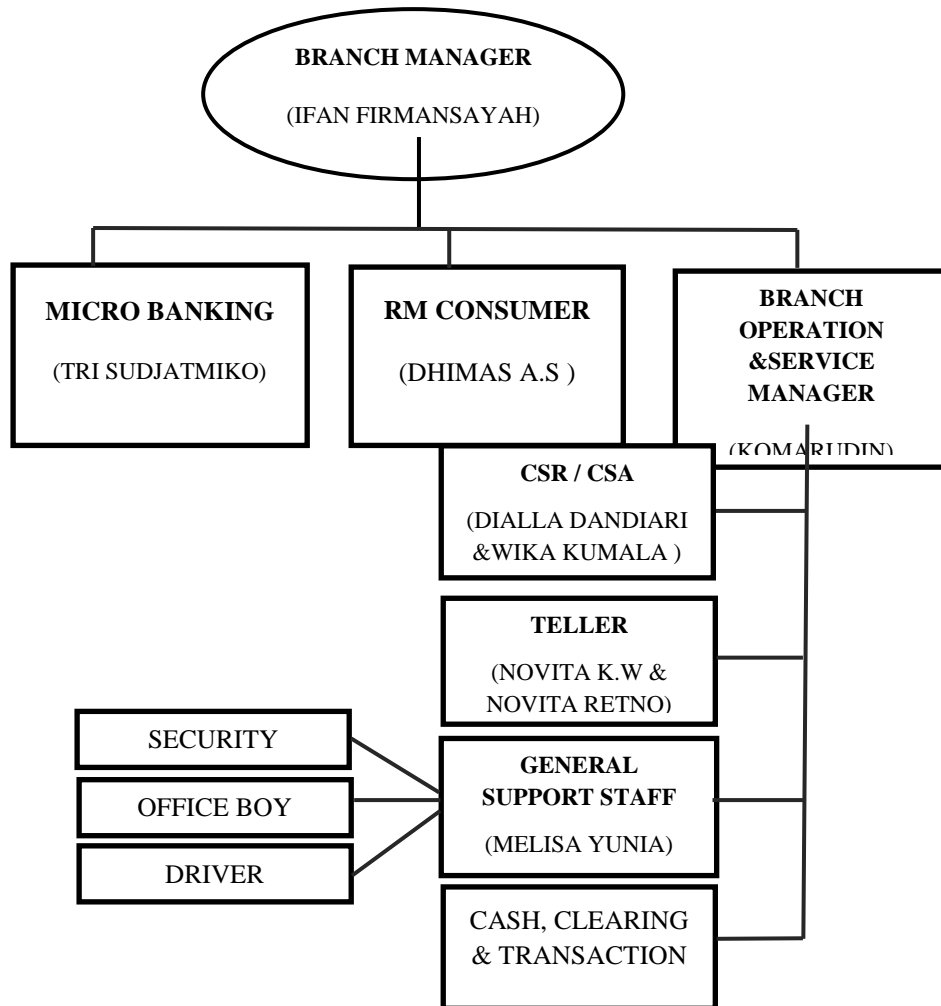 BRANCH MANAGER
(IFAN FIRMANSAYAH)
MICRO BANKING
(TRI SUDJATMIKO)
RM CONSUMER
(DHIMAS A.S )
BRANCH
OPERATION
&SERVICE
MANAGER
(KOMARUDIN)
CSR / CSA
(DIALLA DANDIARI
&WIKA KUMALA )
TELLER
(NOVITA K.W &
NOVITA RETNO)
SECURITY
OFFICE BOY
DRIVER
GENERAL
SUPPORT STAFF
(MELISA YUNIA)
CASH, CLEARING
& TRANSACTION